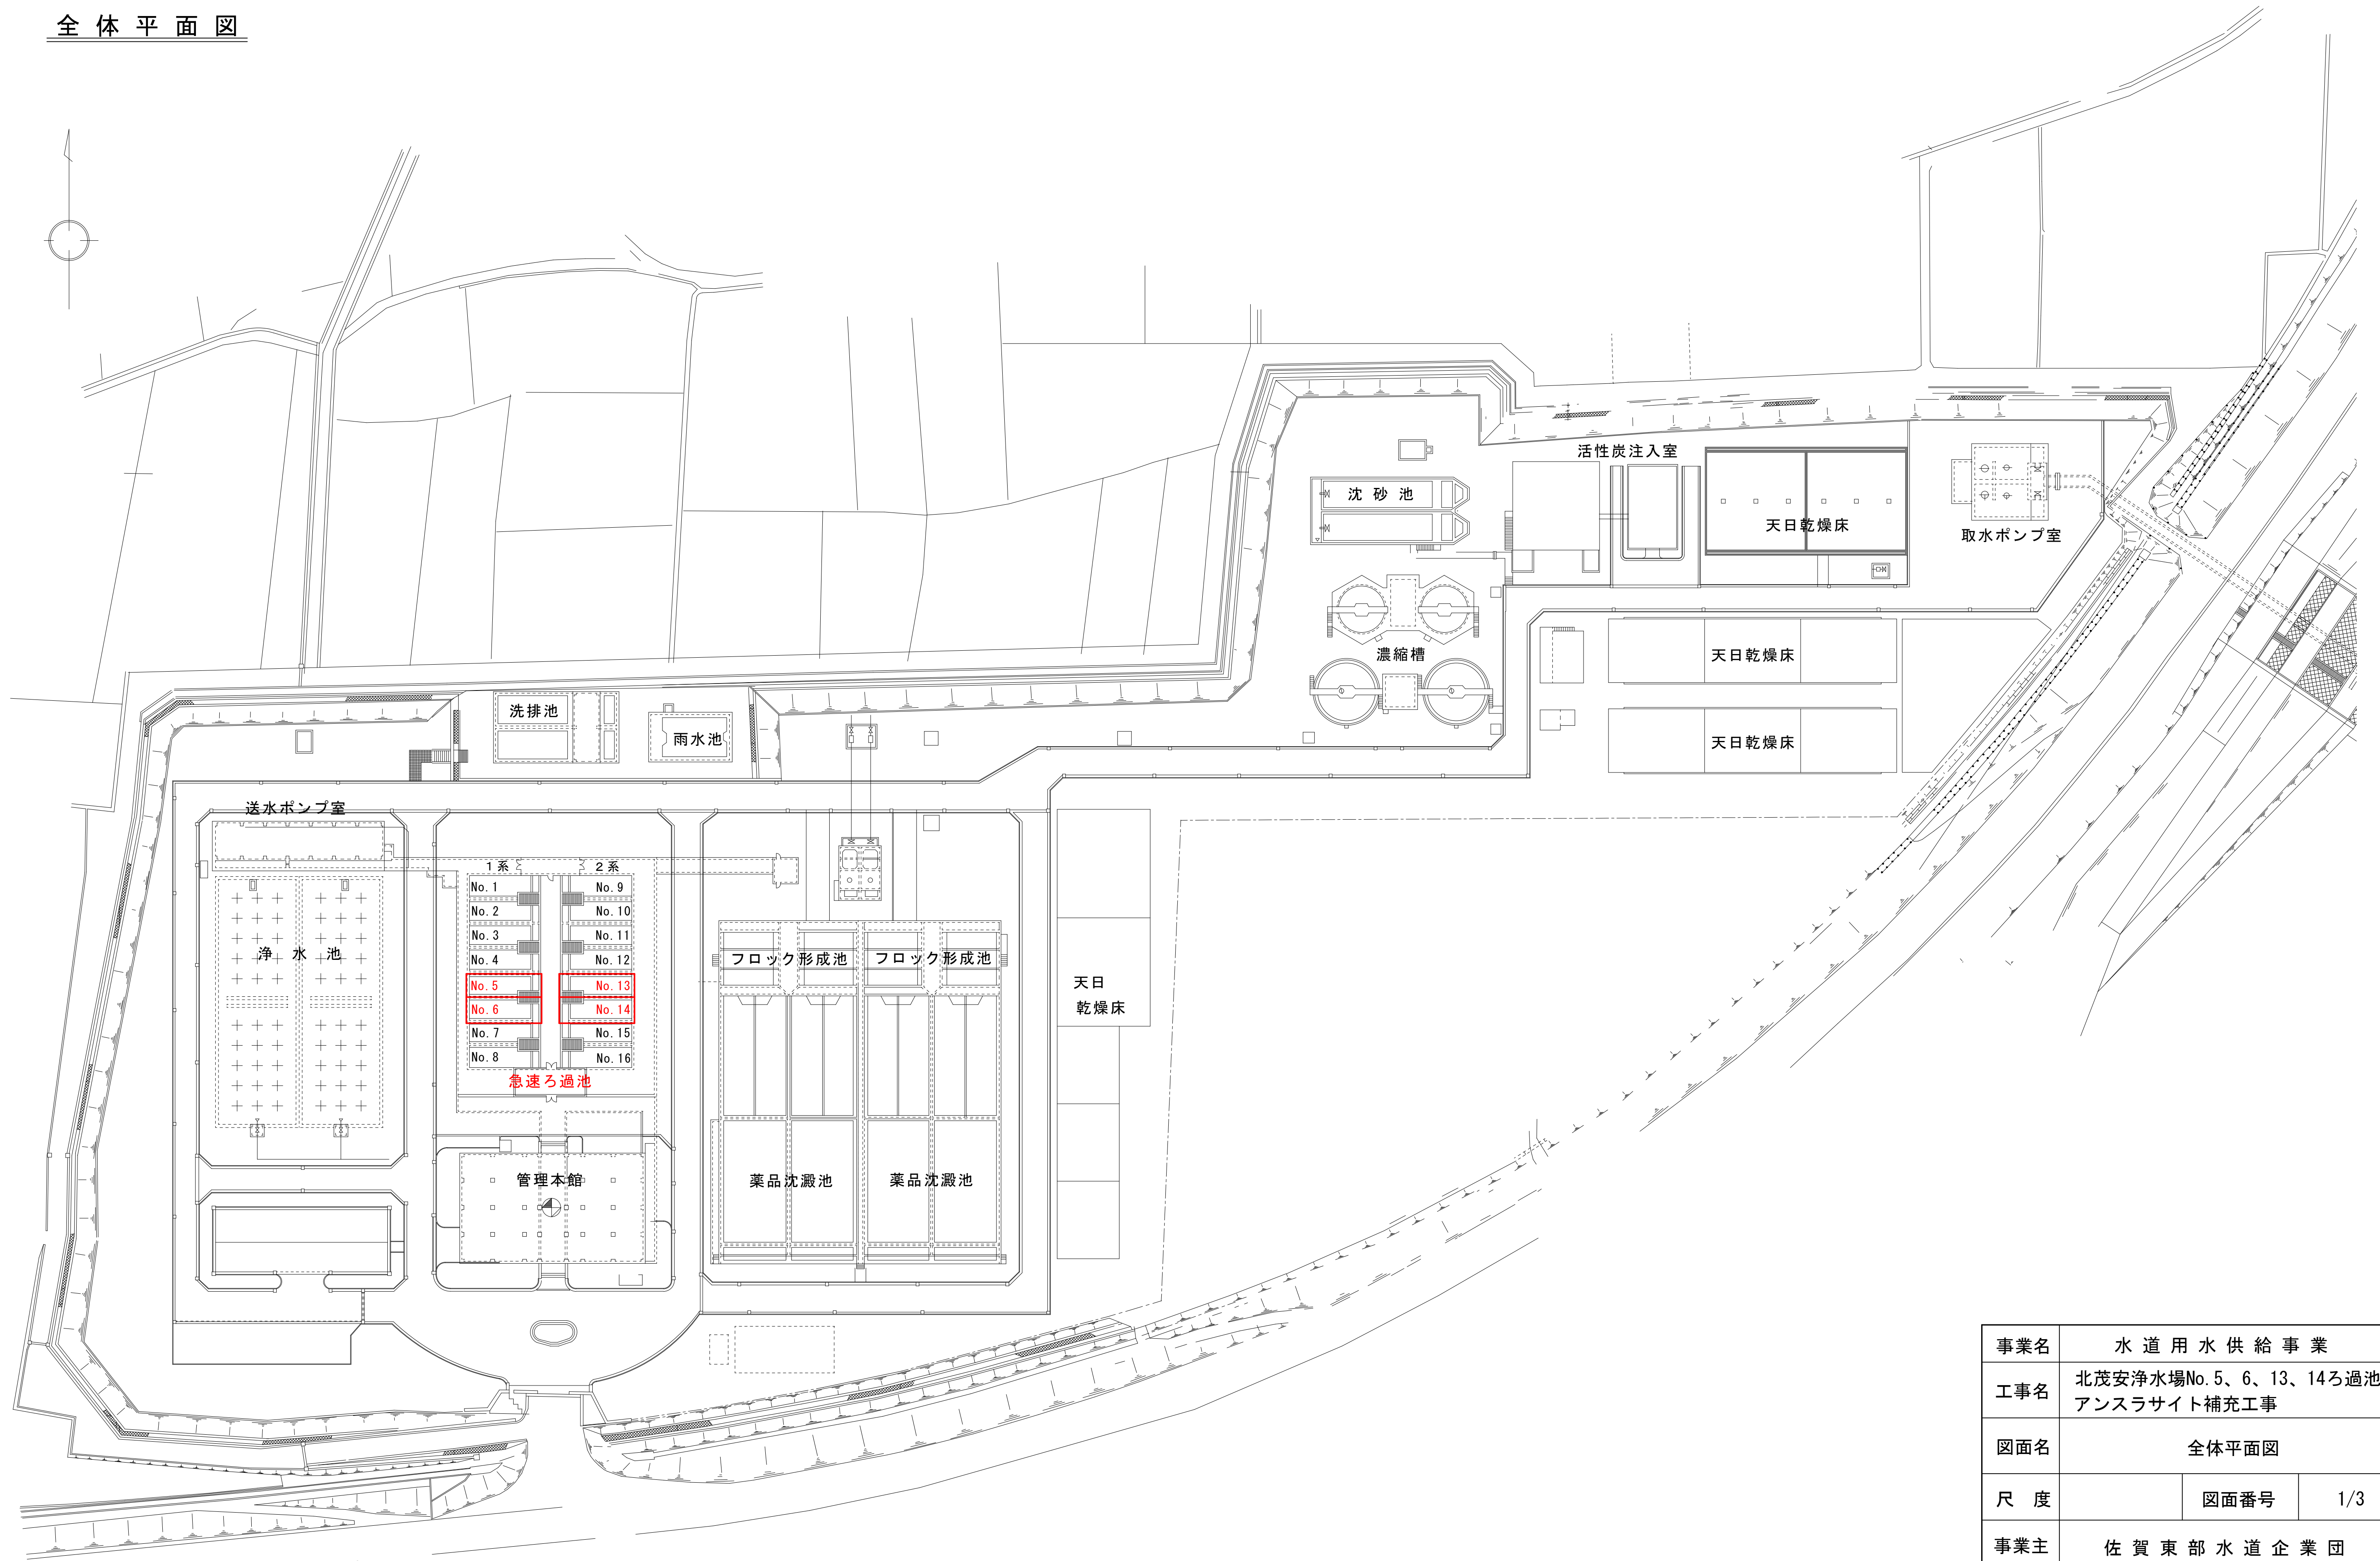 全体平面図
活性炭注入室
沈砂池
天日乾燥床
取水ポンプ室
濃縮槽
天日乾燥床
天日乾燥床
洗排池
雨水池
送水ポンプ室
1系
2系
No.1
No.9
No.2
No.10
No.3
No.11
No.4
No.12
No.5
No.13
No.6
No.14
No.7
No.15
No.8
No.16
急速ろ過池
浄水池
フロック形成池
フロック形成池
天日
乾燥床
管理本館
薬品沈澱池
薬品沈澱池
事業名 水道用水供給事業
工事名 北茂安浄水場No.5、6、13、14ろ過池
アンスラサイト補充工事
図面名 全体平面図
尺度 図面番号 1/3
事業主 佐賀東部水道企業団